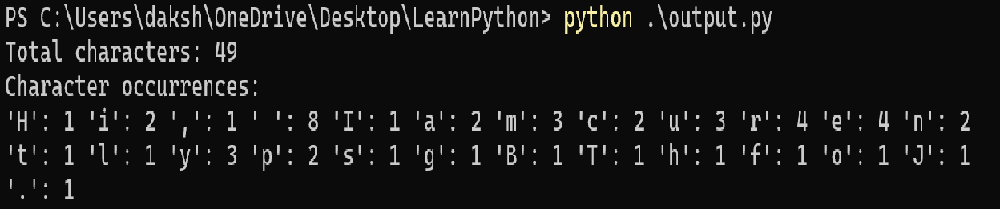 PS C:\Users\daksh\OneDrive\Desktop\LearnPython> python .\output.py
Total characters: 49
Character occurrences:
'H': 1 'i': 2 ',': 1 ' ': 8 'I': 1 'a': 2 'm': 3 'c': 2 'u': 3 'r': 4 'e': 4 'n': 2
't': 1 'l': 1 'y': 3 'p': 2 's': 1 'g': 1 'B': 1 'T': 1 'h': 1 'f': 1 'o': 1 'J': 1
'.': 1